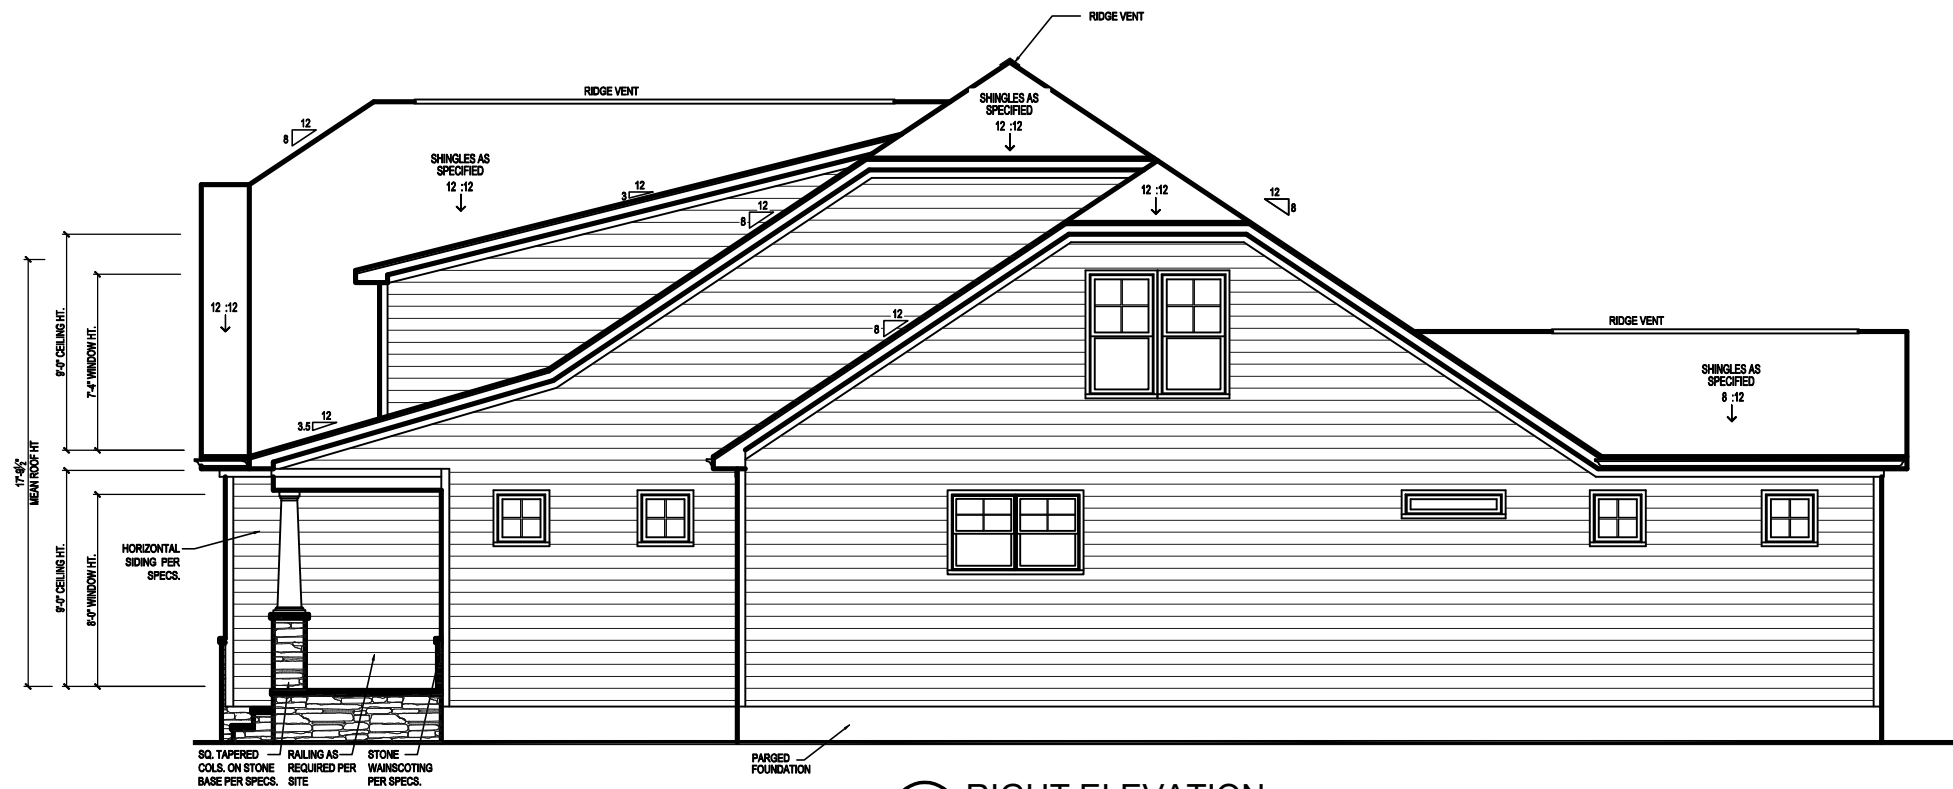 RIDGE VENT
RIDGE VENT
SHINGLES AS
SPECIFIED
12 :12
12
8
SHINGLES AS
SPECIFIED
12 :12
12
3
12
8
12 :12
12
8
12 :12
12
8
RIDGE VENT
SHINGLES AS
SPECIFIED
8 :12
12
3.5
9'-0" CEILING HT.
7'-4" WINDOW HT.
17'-9½"
MEAN ROOF HT
9'-0" CEILING HT.
8'-0" WINDOW HT.
HORIZONTAL
SIDING PER
SPECS.
SQ. TAPERED
COLS. ON STONE
BASE PER SPECS.
RAILING AS
REQUIRED PER
SITE
STONE
WAINSCOTING
PER SPECS.
PARGED
FOUNDATION
RIGHT ELEVATION